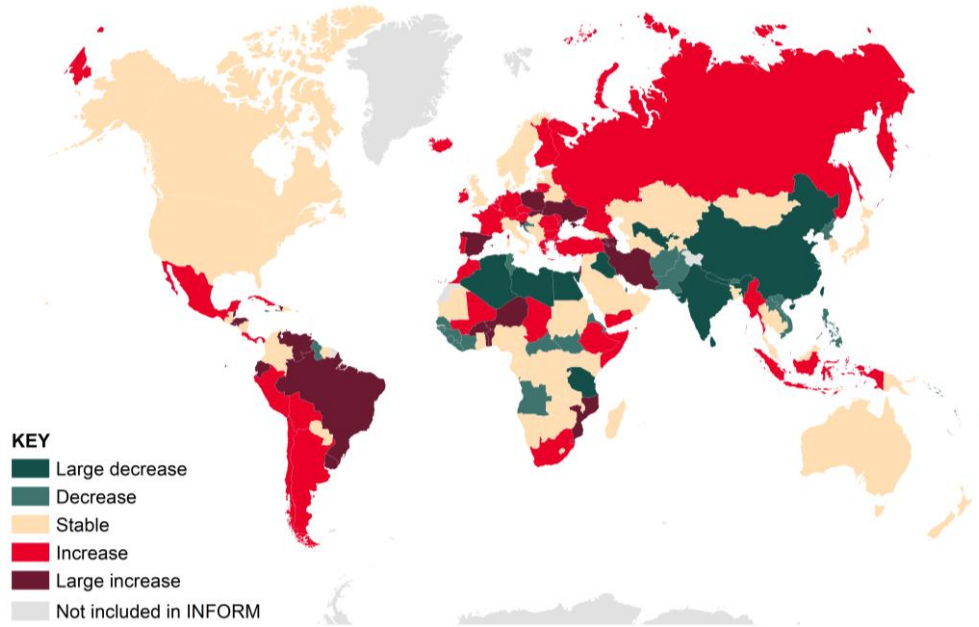 KEY
Large decrease
Decrease
Stable
Increase
Large increase
Not included in INFORM